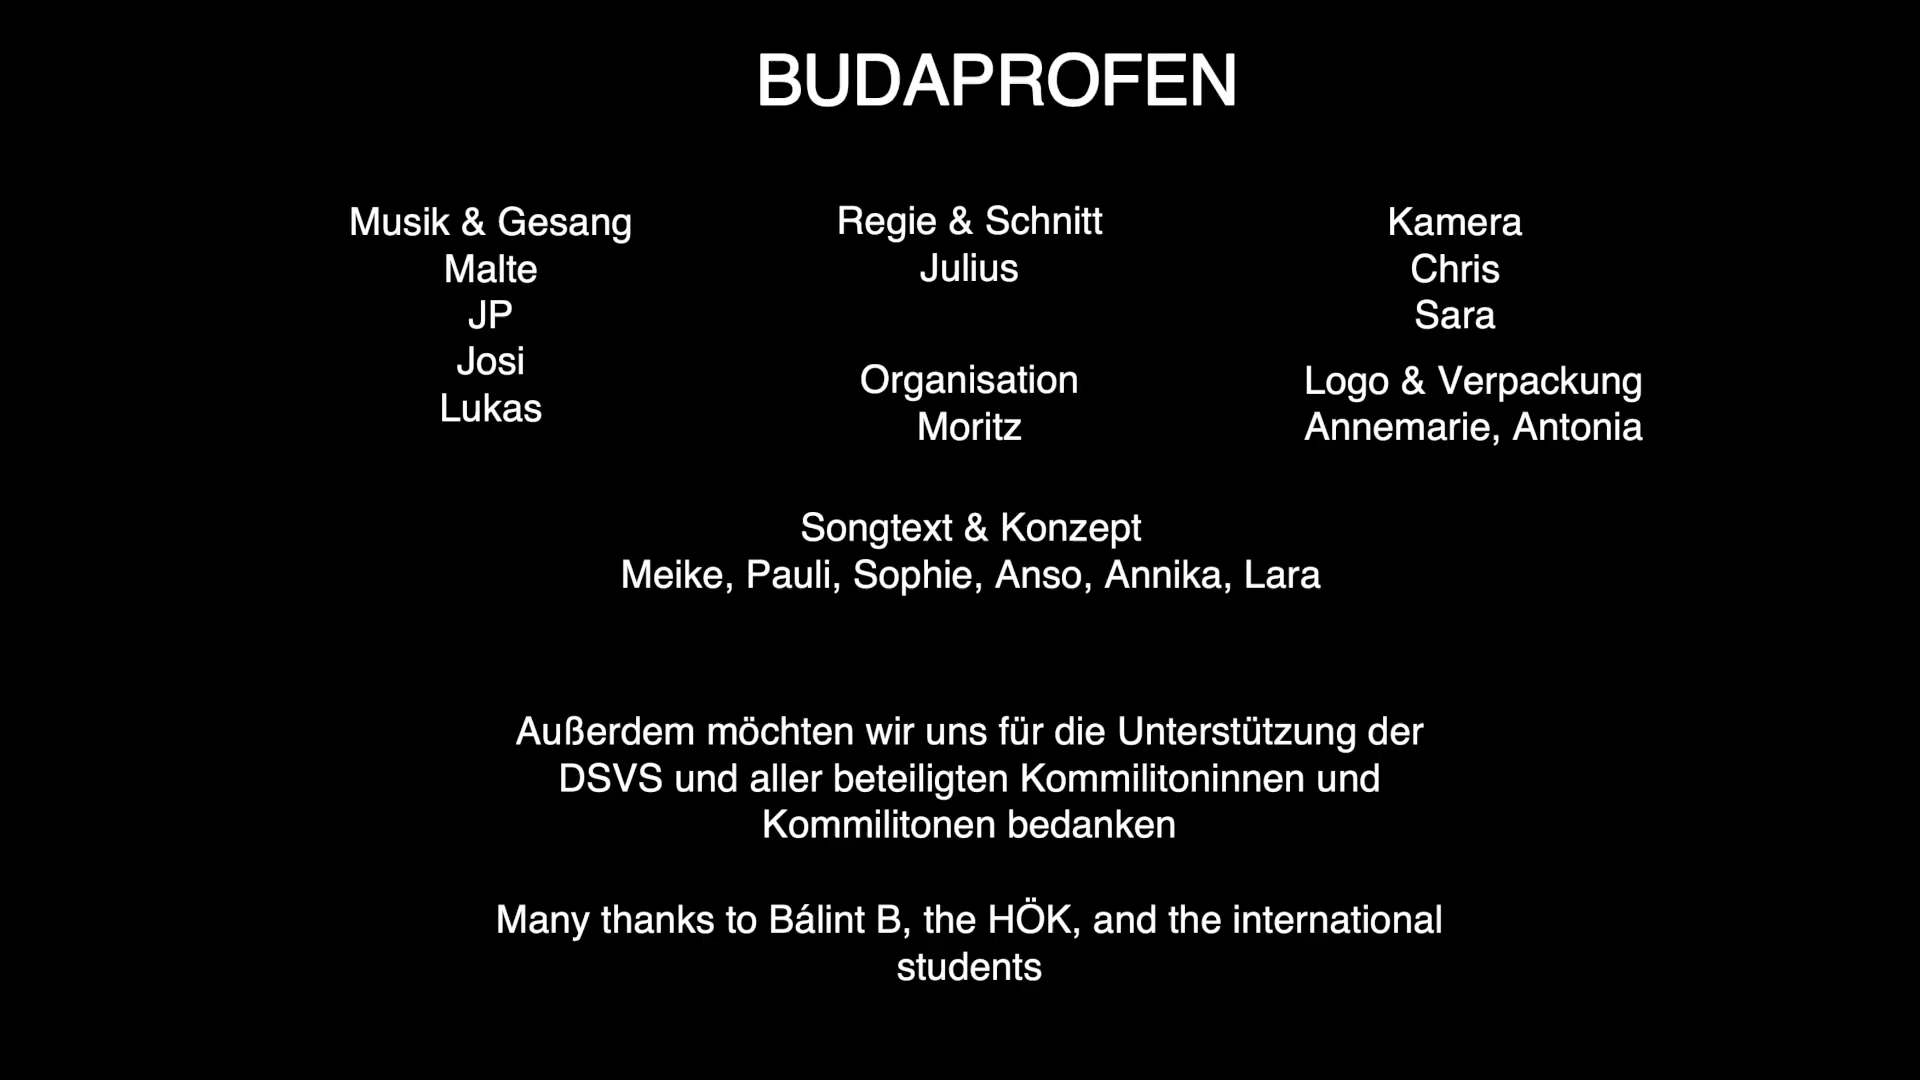 BUDAPROFEN
Musik & Gesang
Malte
JP
Josi
Lukas
Regie & Schnitt
Julius
Organisation
Moritz
Kamera
Chris
Sara
Logo & Verpackung
Annemarie, Antonia
Songtext & Konzept
Meike, Pauli, Sophie, Anso, Annika, Lara
Außerdem möchten wir uns für die Unterstützung der
DSVS und aller beteiligten Kommilitoninnen und
Kommilitonen bedanken
Many thanks to Bálint B, the HÖK, and the international
students